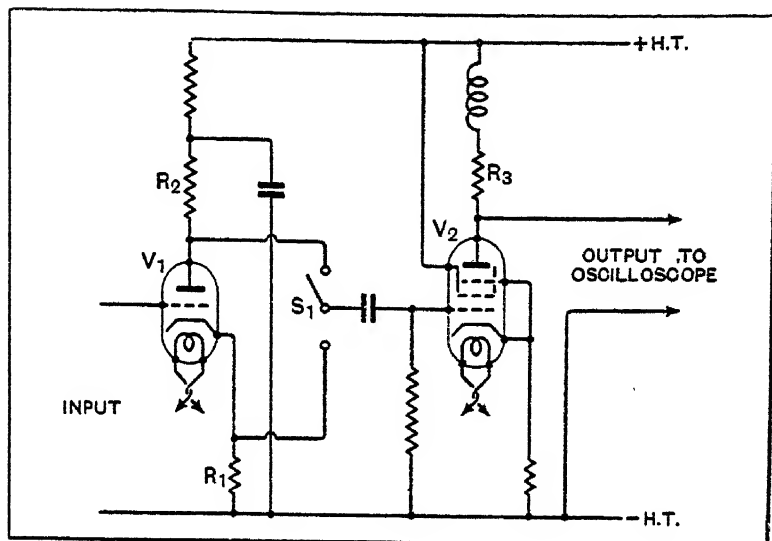 + H.T.
R2
R3
V1
V2
S1
OUTPUT .TO
OSCILLOSCOPE
INPUT
R1
- H.T.